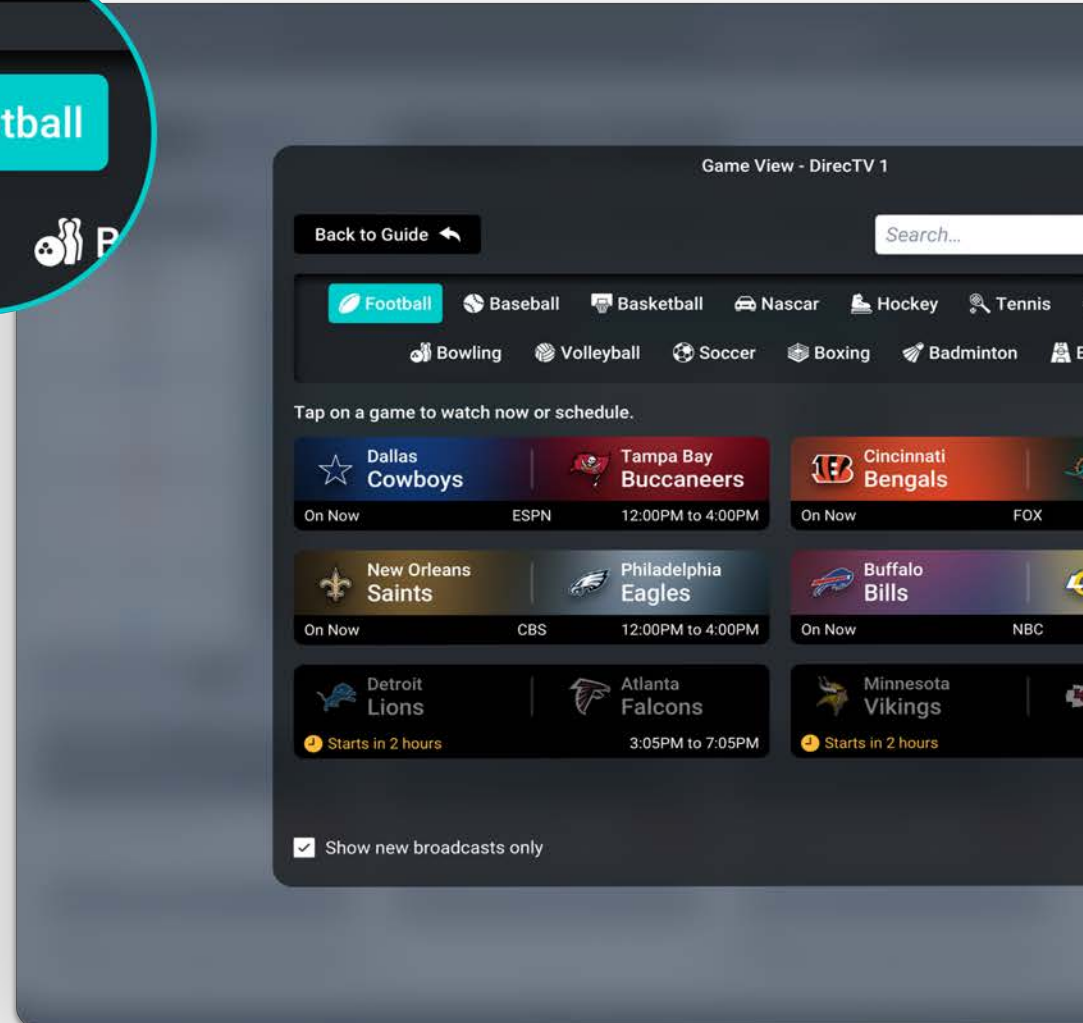 tball
Game View - DirecTV 1
Back to Guide
Search...
Football Baseball Basketball Nascar Hockey Tennis
Bowling Volleyball Soccer Boxing Badminton
Tap on a game to watch now or schedule.
Dallas Tampa Bay Cincinnati
Cowboys Buccaneers Bengals
On Now ESPN 12:00PM to 4:00PM On Now FOX
New Orleans Philadelphia Buffalo
Saints Eagles Bills
On Now CBS 12:00PM to 4:00PM On Now NBC
Detroit Atlanta Minnesota
Lions Falcons Vikings
Starts in 2 hours 3:05PM to 7:05PM Starts in 2 hours
Show new broadcasts only